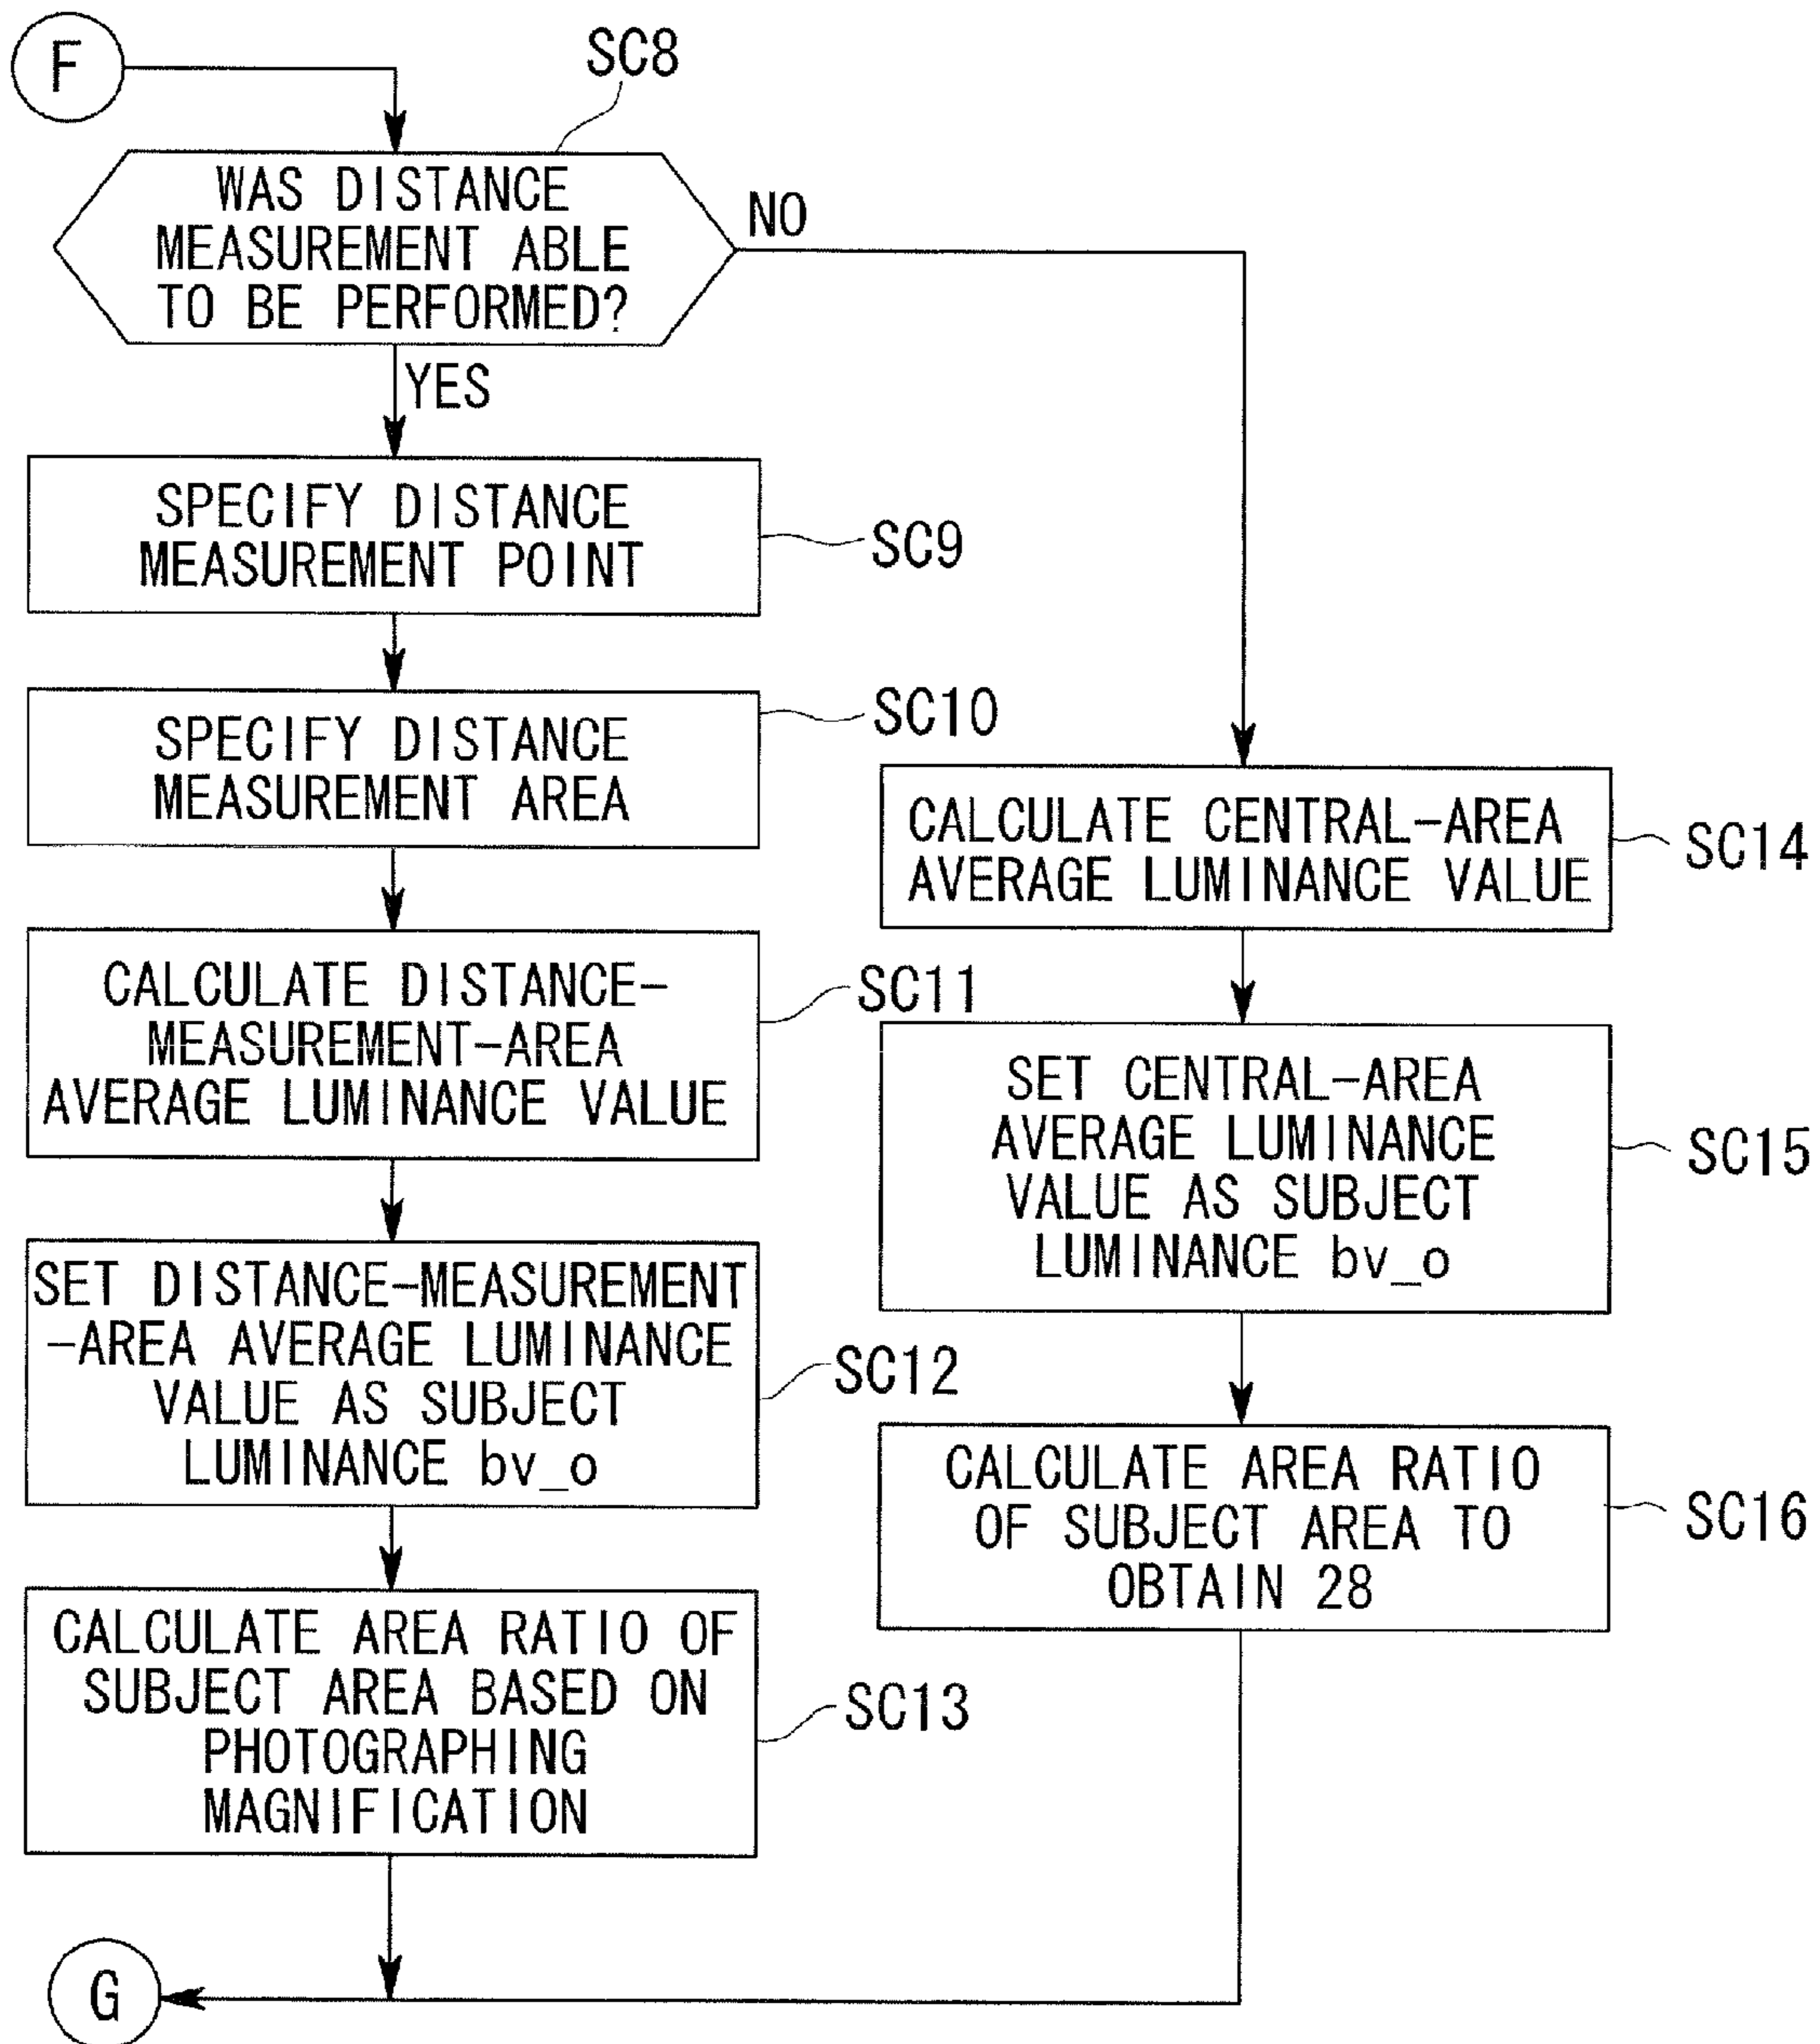 F
SC8
WAS DISTANCE
MEASUREMENT ABLE
TO BE PERFORMED?
NO
YES
SPECIFY DISTANCE
MEASUREMENT POINT
SC9
SPECIFY DISTANCE
MEASUREMENT AREA
SC10
CALCULATE DISTANCE-
MEASUREMENT-AREA
AVERAGE LUMINANCE VALUE
SC11
SET DISTANCE-MEASUREMENT
-AREA AVERAGE LUMINANCE
VALUE AS SUBJECT
LUMINANCE bv_o
SC12
CALCULATE AREA RATIO OF
SUBJECT AREA BASED ON
PHOTOGRAPHING
MAGNIFICATION
SC13
CALCULATE CENTRAL-AREA
AVERAGE LUMINANCE VALUE
SC14
SET CENTRAL-AREA
AVERAGE LUMINANCE
VALUE AS SUBJECT
LUMINANCE bv_o
SC15
CALCULATE AREA RATIO
OF SUBJECT AREA TO
OBTAIN 28
SC16
G